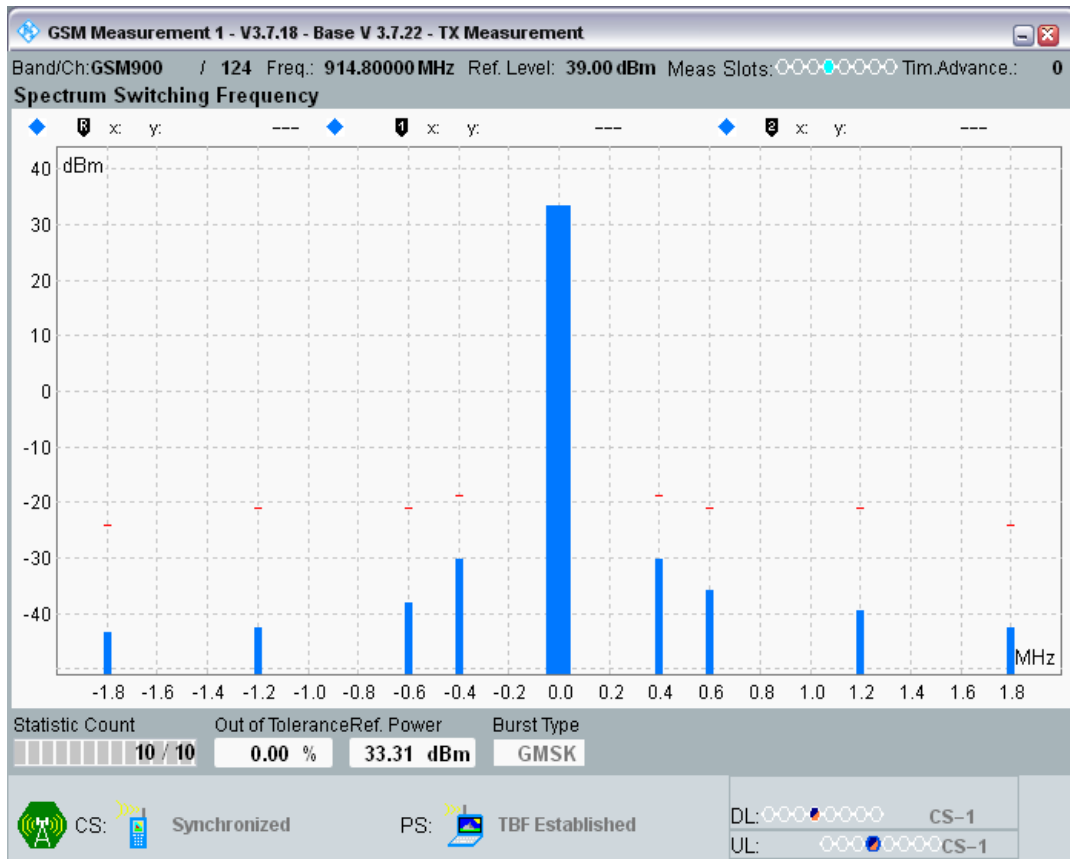 GSM Measurement 1 - V3.7.18 - Base V 3.7.22 - TX Measurement
Band/Ch:GSM900 / 124 Freq.: 914.80000 MHz Ref. Level: 39.00 dBm Meas Slots: Tim.Advance.: 0
Spectrum Switching Frequency
R x: y: --- 1 x: y: --- 2 x: y: ---
dBm
40
30
20
10
0
-10
-20
-30
-40
MHz
-1.8 -1.6 -1.4 -1.2 -1.0 -0.8 -0.6 -0.4 -0.2 0.0 0.2 0.4 0.6 0.8 1.0 1.2 1.4 1.6 1.8
Statistic Count Out of Tolerance Ref. Power Burst Type
10 / 10 0.00 % 33.31 dBm GMSK
CS: Synchronized PS: TBF Established
DL: CS-1
UL: CS-1